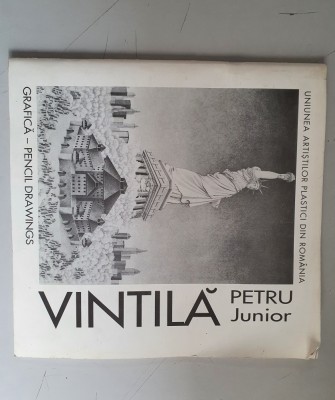 GRAFICĂ – PENCIL DRAWINGS
UNIUNEA ARTIȘTILOR PLASTICI DIN ROMÂNIA
VINTILĂ
PETRU
Junior